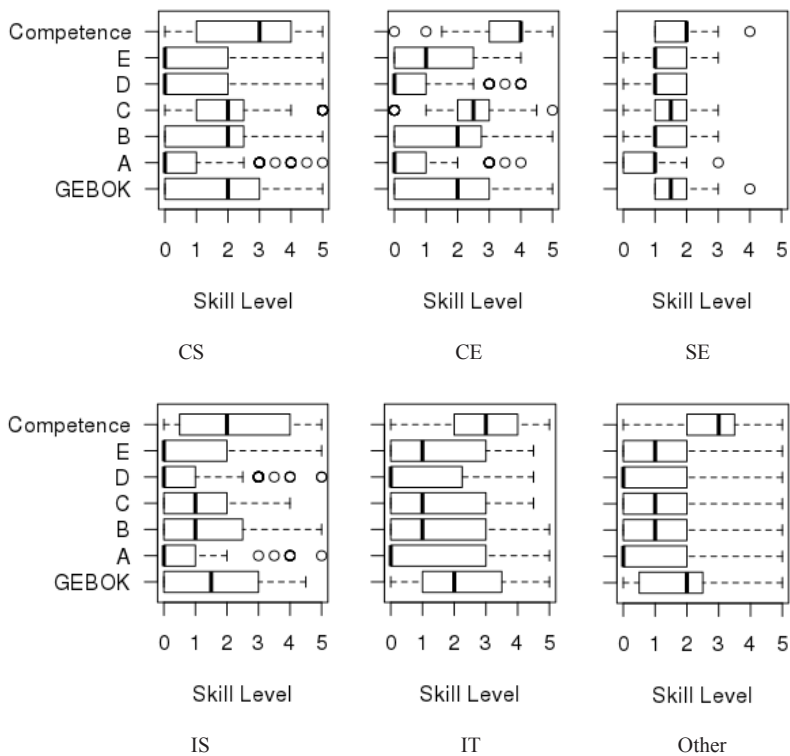 Competence
E
D
C
B
A
GEBOK
0 1 2 3 4 5
0 1 2 3 4 5
0 1 2 3 4 5
Skill Level
Skill Level
Skill Level
CS
CE
SE
Competence
E
D
C
B
A
GEBOK
0 1 2 3 4 5
0 1 2 3 4 5
0 1 2 3 4 5
Skill Level
Skill Level
Skill Level
IS
IT
Other